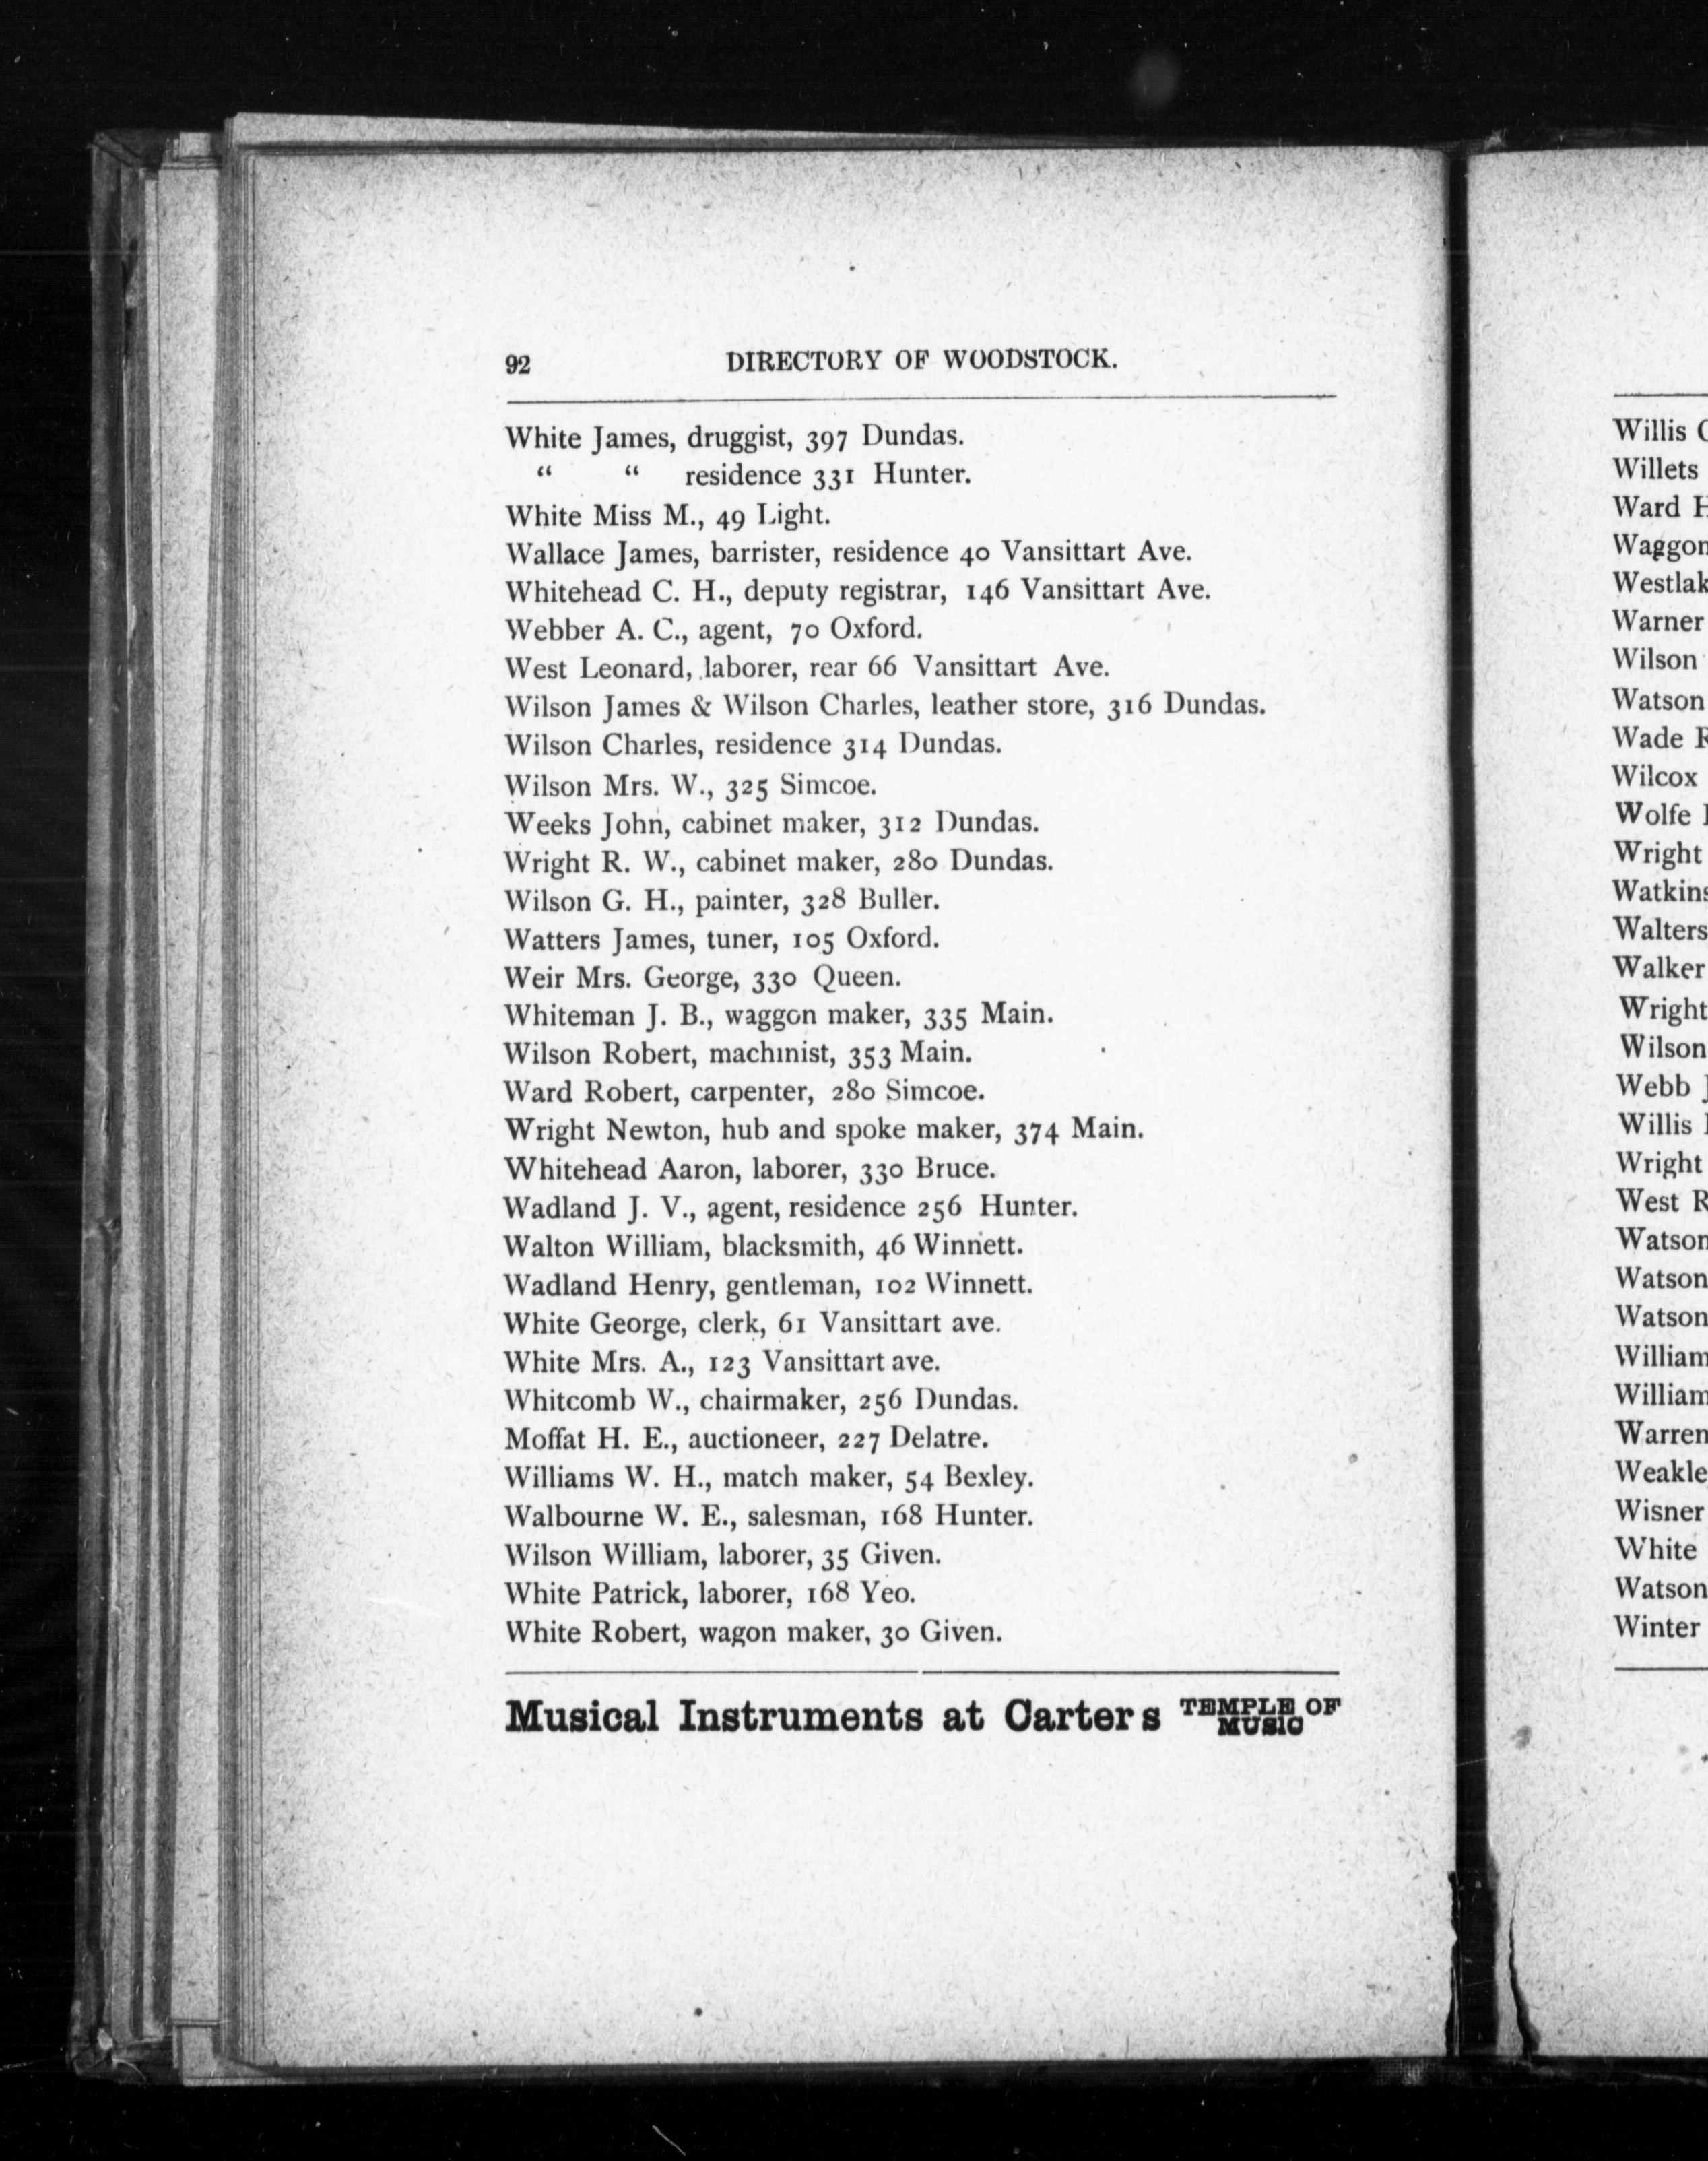 92 DIRECTORY OF WOODSTOCK.
White James, druggist, 397 Dundas.
“ “ residence 331 Hunter.
White Miss M., 49 Light.
Wallace James, barrister, residence 40 Vansittart Ave.
Whitehead C. H., deputy registrar, 146 Vansittart Ave.
Webber A. C., agent, 70 Oxford.
West Leonard, laborer, rear 66 Vansittart Ave.
Wilson James & Wilson Charles, leather store, 316 Dundas.
Wilson Charles, residence 314 Dundas.
Wilson Mrs. W., 325 Simcoe.
Weeks John, cabinet maker, 312 Dundas.
Wright R. W., cabinet maker, 280 Dundas.
Wilson G. H., painter, 328 Buller.
Watters James, tuner, 105 Oxford.
Weir Mrs. George, 330 Queen.
Whiteman J. B., waggon maker, 335 Main.
Wilson Robert, machinist, 353 Main.
Ward Robert, carpenter, 280 Simcoe.
Wright Newton, hub and spoke maker, 374 Main.
Whitehead Aaron, laborer, 330 Bruce.
Wadland J. V., agent, residence 256 Hunter.
Walton William, blacksmith, 46 Winnett.
Wadland Henry, gentleman, 102 Winnett.
White George, clerk, 61 Vansittart ave.
White Mrs. A., 123 Vansittart ave.
Whitcomb W., chairmaker, 256 Dundas.
Moffat H. E., auctioneer, 227 Delatre.
Williams W. H., match maker, 54 Bexley.
Walbourne W. E., salesman, 168 Hunter.
Wilson William, laborer, 35 Given.
White Patrick, laborer, 168 Yeo.
White Robert, wagon maker, 30 Given.
Musical Instruments at Carters TEMPLE OF MUSIC
Willis
Willets
Ward
Wilson
Watson
Wade
Wilcox
Wolfe
Wright
Walker
Wright
Wilson
Webb
Willis
Wright
West
Watson
Watson
Watson
Wisner
White
Watson
Winter